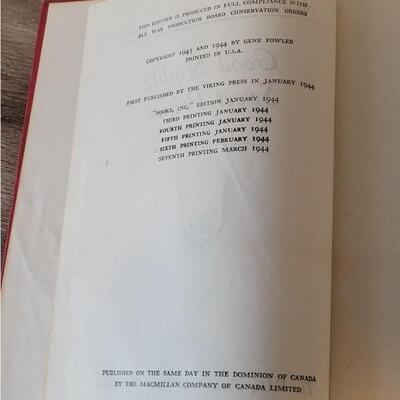 THIS EDITION IS PRODUCED IN FULL COMPLIANCE WITH
ALL WAR PRODUCTION BOARD CONSERVATION ORDERS
COPYRIGHT 1943 AND 1944 BY GENE FOWLER
PRINTED IN U.S.A.
FIRST PUBLISHED BY THE VIKING PRESS IN JANUARY 1944
"BOOKS, INC." EDITION JANUARY 1944
THIRD PRINTING JANUARY 1944
FOURTH PRINTING JANUARY 1944
FIFTH PRINTING JANUARY 1944
SIXTH PRINTING FEBRUARY 1944
SEVENTH PRINTING MARCH 1944
PUBLISHED ON THE SAME DAY IN THE DOMINION OF CANADA
BY THE MACMILLAN COMPANY OF CANADA LIMITED